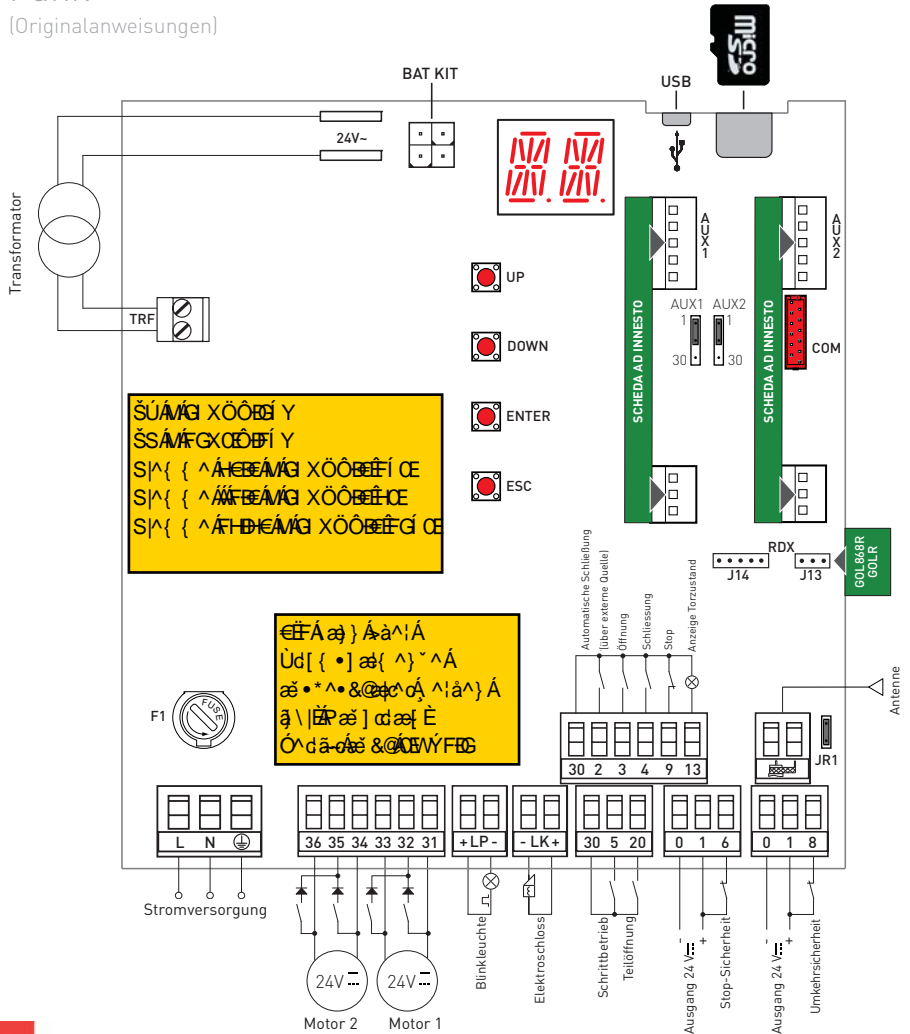 (Originalanweisungen)
micro
SD
BAT KIT
USB
24V~
Transformator
TRF
AUX1
AUX2
UP
DOWN
ENTER
ESC
SCHEDA AD INNESTO
SCHEDA AD INNESTO
AUX1 AUX2
1 1
30 30
COM
RDX
J14
J13
GOL868R
GOLR
Automatische Schließung
(über externe Quelle)
Öffnung
Schliessung
Stop
Anzeige Torzustand
Antenne
F1
FUSE
JR1
30 2 3 4 9 13
L N
36 35 34 33 32 31
+ LP -
- LK +
30 5 20
0 1 6
0 1 8
Stromversorgung
24V
24V
Motor 2
Motor 1
Blinkleuchte
Elektroschloss
Schrittbetrieb
Teilöffnung
Ausgang 24 V
- +
Stop-Sicherheit
Ausgang 24 V
- +
Umkehrsicherheit